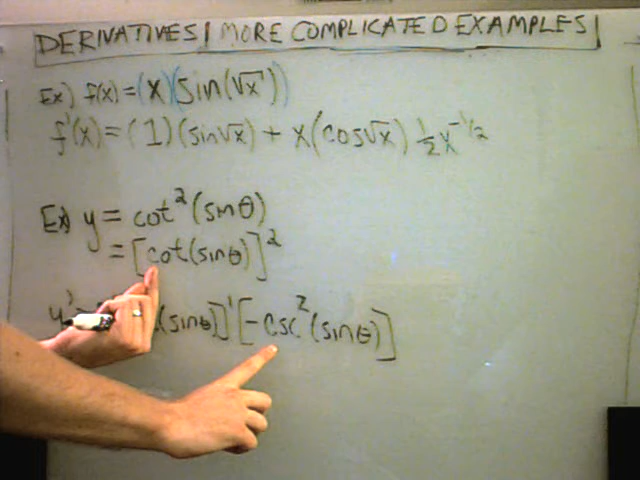 DERIVATIVES | MORE COMPLICATED EXAMPLES |
Ex) f(x) = (x)(sin(√x))
f'(x) = (1)(sin√x) + x(cos√x) ½x^-1/2
Ex) y = cot²(sinθ)
= [cot(sinθ)]²
y' (sinθ)]' [-csc²(sinθ)]